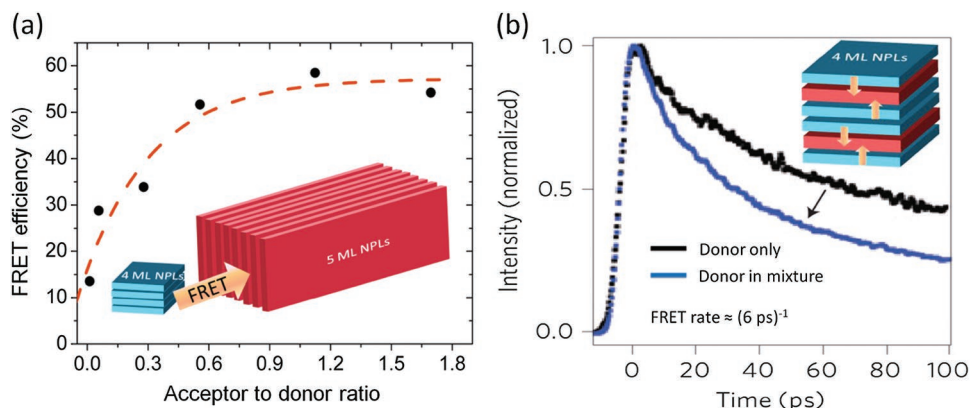 (a)
FRET efficiency (%)
80
70
60
50
40
30
20
10
0
0.0 0.3 0.6 0.9 1.2 1.5 1.8
Acceptor to donor ratio
4 ML NPLs
FRET
5 ML NPLs
(b)
Intensity (normalized)
1.0
0.5
0.0
0 20 40 60 80 100
Time (ps)
4 ML NPLs
Donor only
Donor in mixture
FRET rate ≈ (6 ps)⁻¹